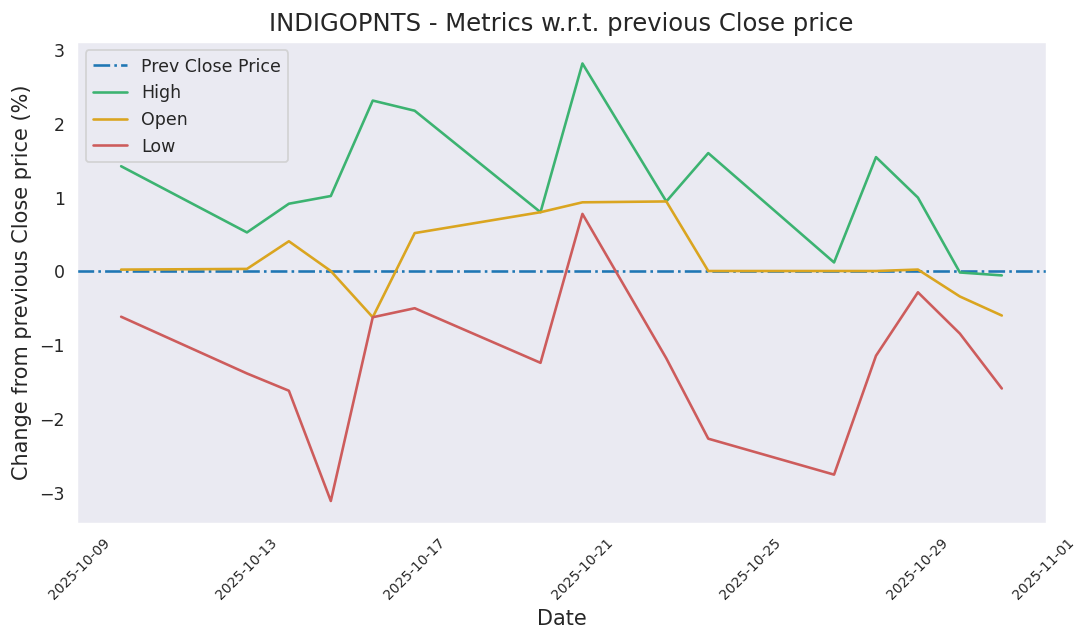 INDIGOPNTS - Metrics w.r.t. previous Close price
Change from previous Close price (%)
3
2
1
0
−1
−2
−3
Prev Close Price
High
Open
Low
2025-10-09
2025-10-13
2025-10-17
2025-10-21
2025-10-25
2025-10-29
2025-11-01
Date